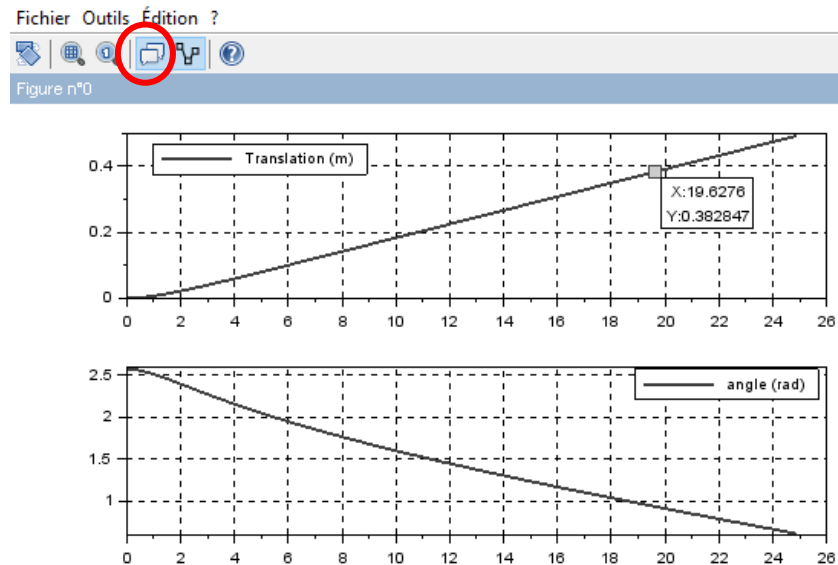 Fichier Outils Édition ?
Figure n°0
Translation (m)
0.4
X:19.6276
Y:0.382847
0.2
0
0 2 4 6 8 10 12 14 16 18 20 22 24 26
2.5
angle (rad)
2
1.5
1
0 2 4 6 8 10 12 14 16 18 20 22 24 26